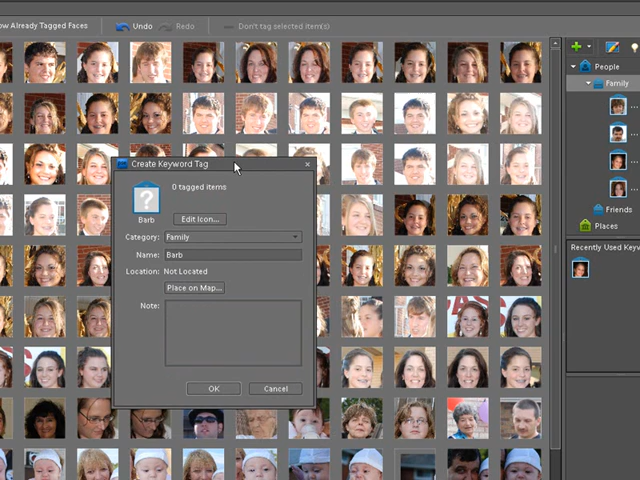 ow Already Tagged Faces
Undo
Redo
Don't tag selected item(s)
People
Family
...
...
...
...
Friends
Places
Recently Used Keyw
Create Keyword Tag
0 tagged items
?
Barb
Edit Icon...
Category:
Family
Name:
Barb
Location:
Not Located
Place on Map...
Note:
OK
Cancel